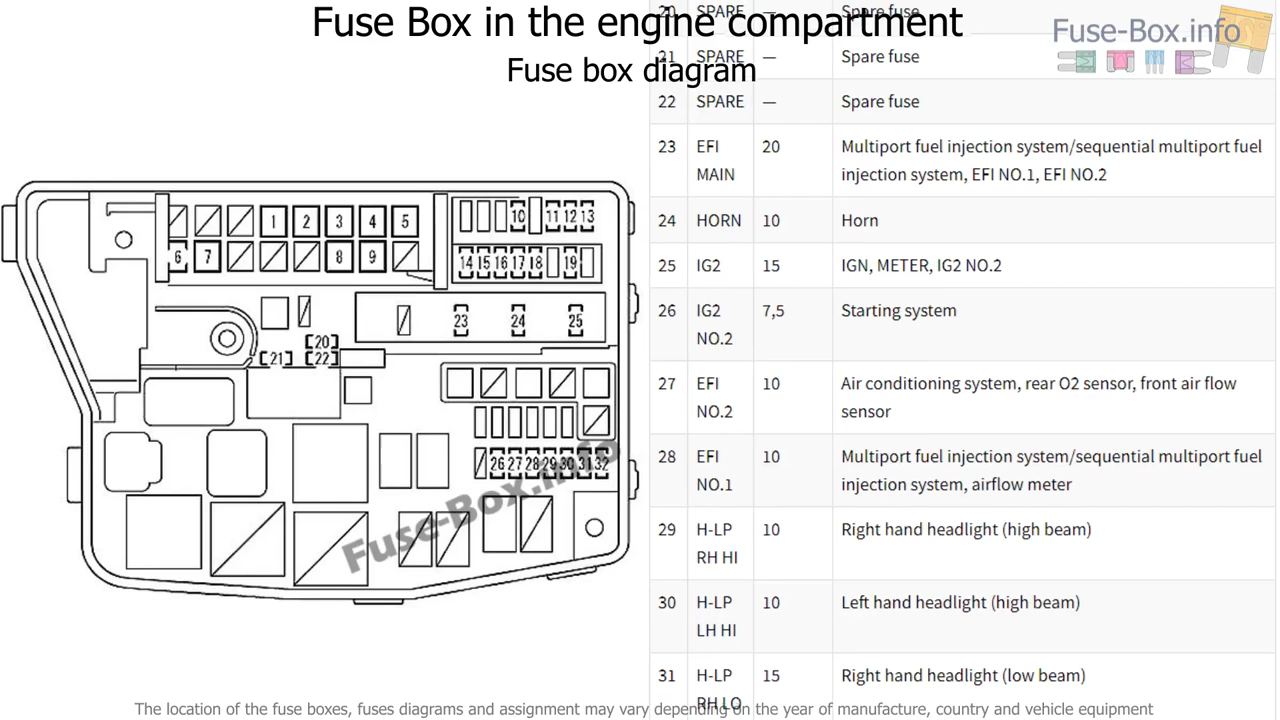 Fuse Box in the engine compartment
Fuse box diagram
Fuse-Box.info
20 SPARE — Spare fuse
21 SPARE — Spare fuse
22 SPARE — Spare fuse
23 EFI 20 Multiport fuel injection system/sequential multiport fuel
MAIN injection system, EFI NO.1, EFI NO.2
24 HORN 10 Horn
25 IG2 15 IGN, METER, IG2 NO.2
26 IG2 7,5 Starting system
NO.2
27 EFI 10 Air conditioning system, rear O2 sensor, front air flow
NO.2 sensor
28 EFI 10 Multiport fuel injection system/sequential multiport fuel
NO.1 injection system, airflow meter
29 H-LP 10 Right hand headlight (high beam)
RH HI
30 H-LP 10 Left hand headlight (high beam)
LH HI
31 H-LP 15 Right hand headlight (low beam)
RH LO
1 2 3 4 5
6 7 8 9
10 11 12 13
14 15 16 17 18 19
23 24 25
20
21 22
26 27 28 29 30 31 32
Fuse-Box.info
The location of the fuse boxes, fuses diagrams and assignment may vary depending on the year of manufacture, country and vehicle equipment